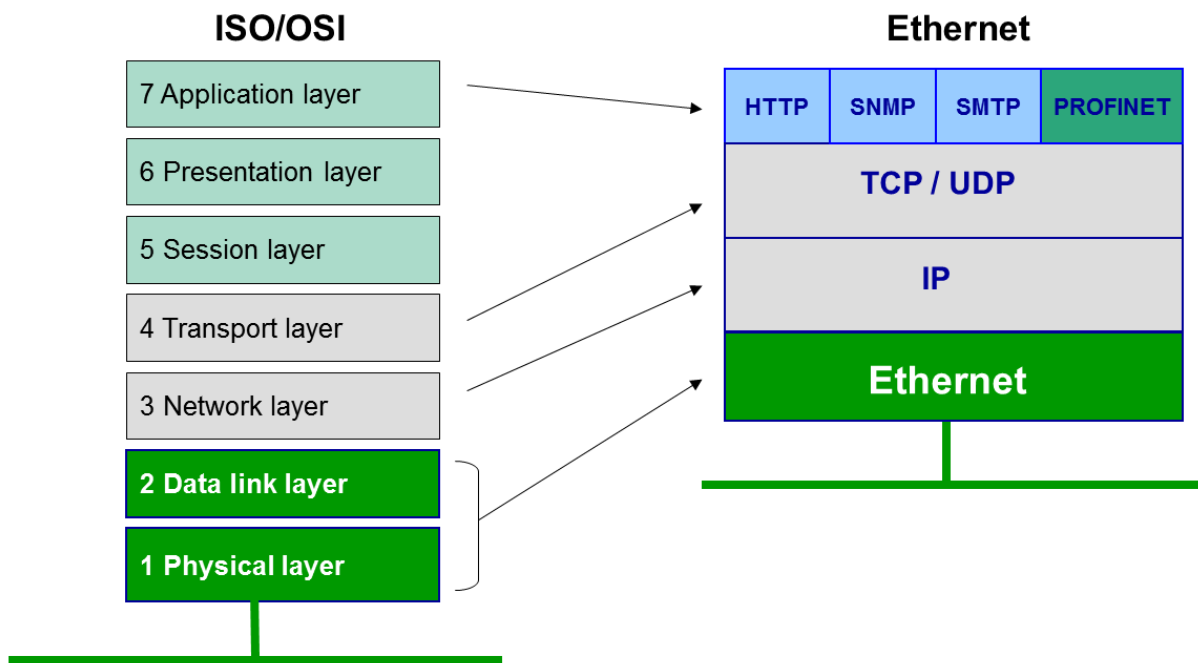 ISO/OSI
7 Application layer
6 Presentation layer
5 Session layer
4 Transport layer
3 Network layer
2 Data link layer
1 Physical layer
Ethernet
HTTP SNMP SMTP PROFINET
TCP / UDP
IP
Ethernet